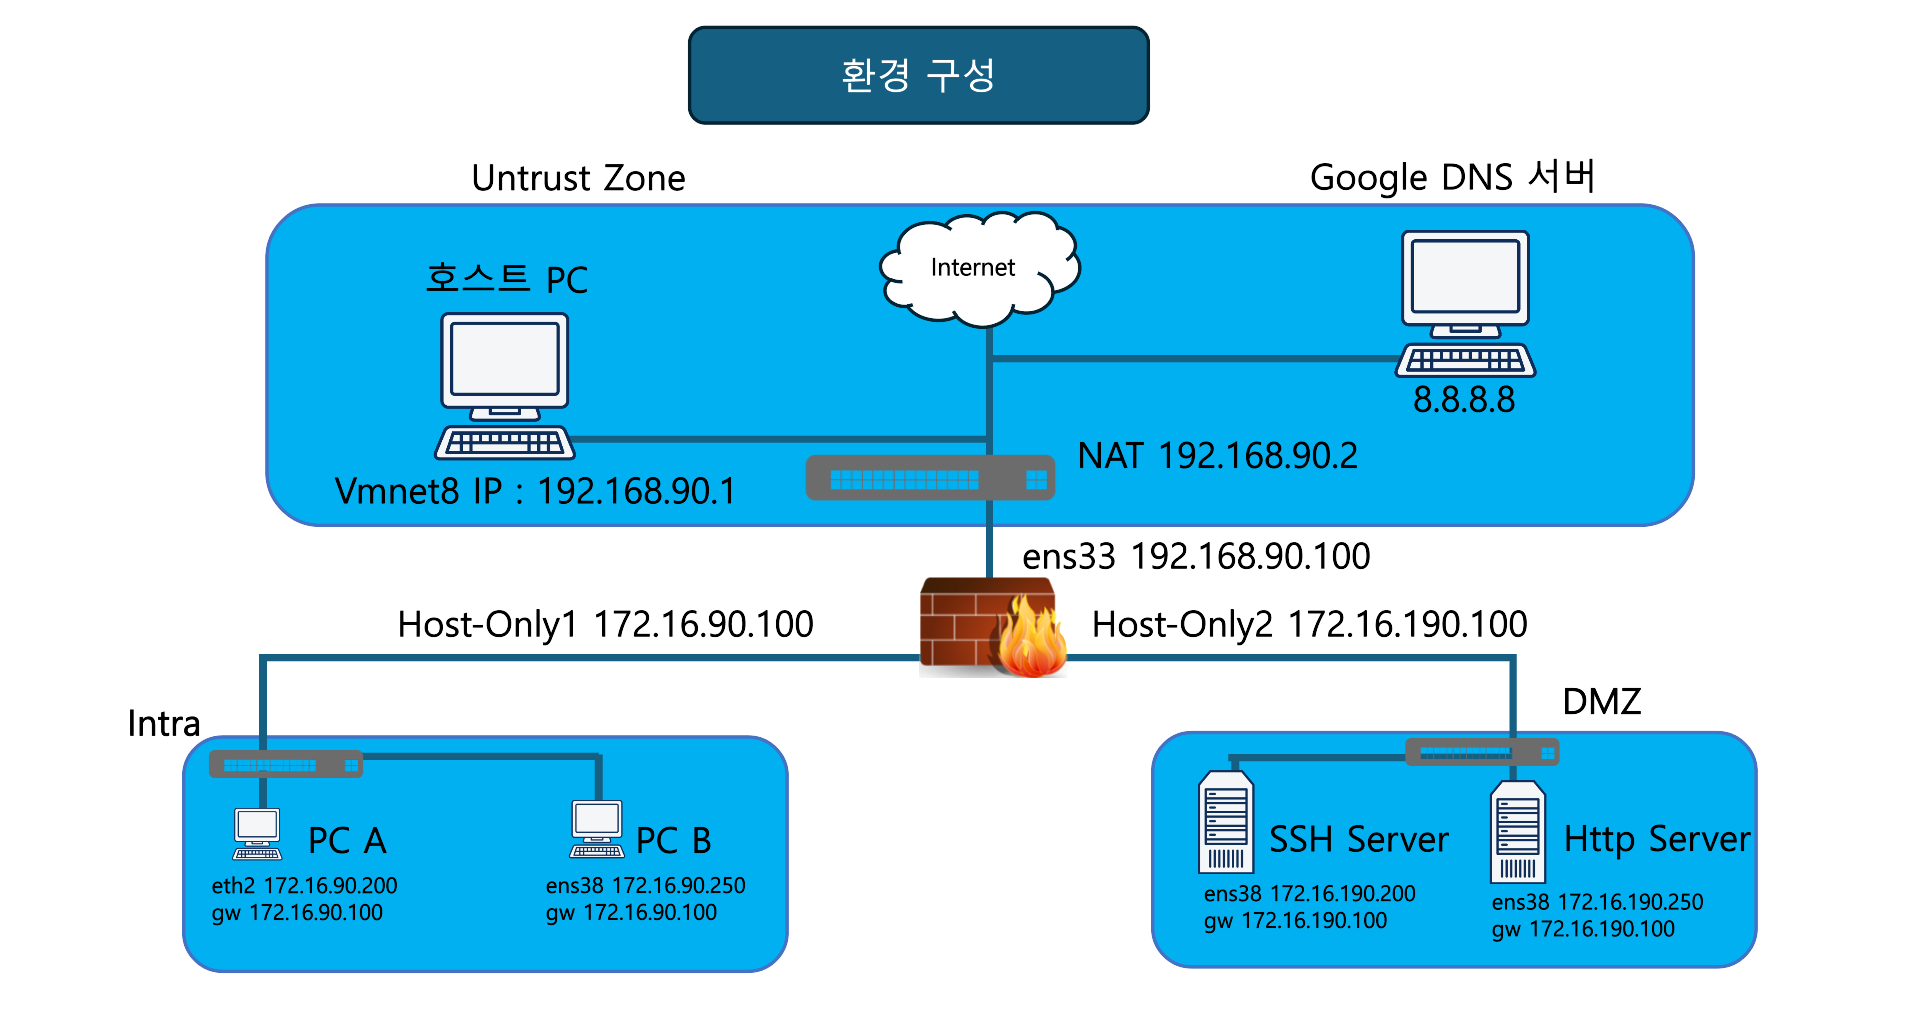 환경 구성
Untrust Zone
Google DNS 서버
Internet
호스트 PC
8.8.8.8
NAT 192.168.90.2
Vmnet8 IP : 192.168.90.1
ens33 192.168.90.100
Host-Only1 172.16.90.100
Host-Only2 172.16.190.100
Intra
DMZ
PC A
eth2 172.16.90.200
gw 172.16.90.100
PC B
ens38 172.16.90.250
gw 172.16.90.100
SSH Server
ens38 172.16.190.200
gw 172.16.190.100
Http Server
ens38 172.16.190.250
gw 172.16.190.100